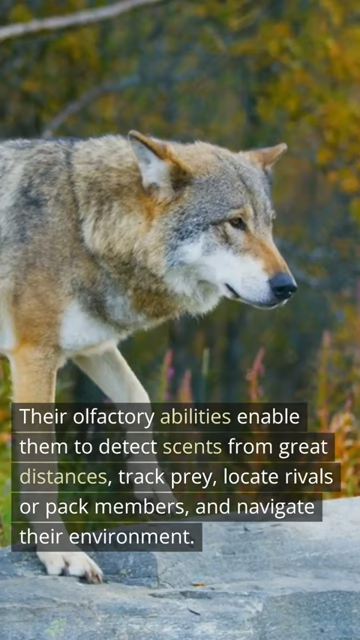 Their olfactory abilities enable
them to detect scents from great
distances, track prey, locate rivals
or pack members, and navigate
their environment.